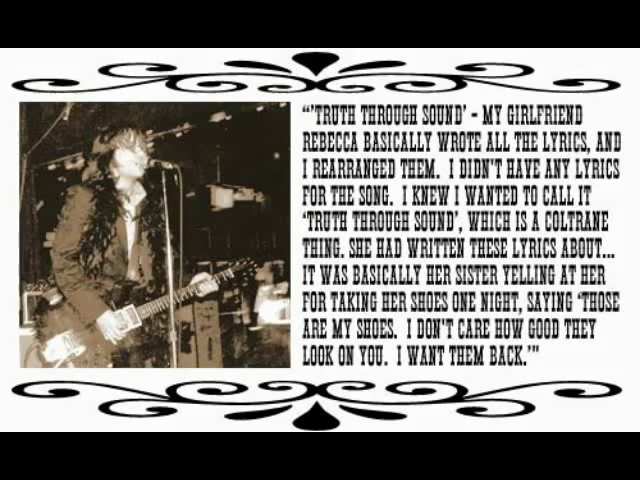 “‘TRUTH THROUGH SOUND’ - MY GIRLFRIEND
REBECCA BASICALLY WROTE ALL THE LYRICS, AND
I REARRANGED THEM. I DIDN'T HAVE ANY LYRICS
FOR THE SONG. I KNEW I WANTED TO CALL IT
‘TRUTH THROUGH SOUND’, WHICH IS A COLTRANE
THING. SHE HAD WRITTEN THESE LYRICS ABOUT...
IT WAS BASICALLY HER SISTER YELLING AT HER
FOR TAKING HER SHOES ONE NIGHT, SAYING ‘THOSE
ARE MY SHOES. I DON'T CARE HOW GOOD THEY
LOOK ON YOU. I WANT THEM BACK.’”